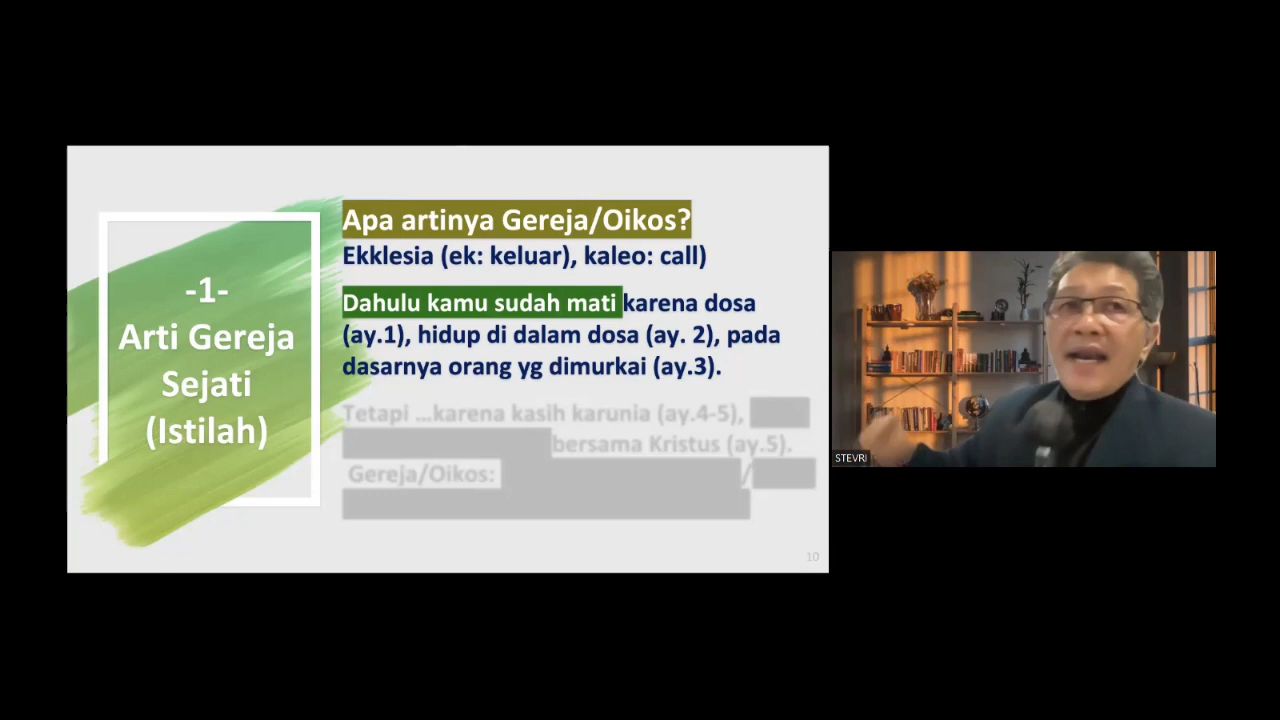 -1-
Arti Gereja
Sejati
(Istilah)
Apa artinya Gereja/Oikos?
Ekklesia (ek: keluar), kaleo: call)
Dahulu kamu sudah mati karena dosa
(ay.1), hidup di dalam dosa (ay. 2), pada
dasarnya orang yg dimurkai (ay.3).
Tetapi ...karena kasih karunia (ay.4-5),
bersama Kristus (ay.5).
Gereja/Oikos: /
10
STEVRI